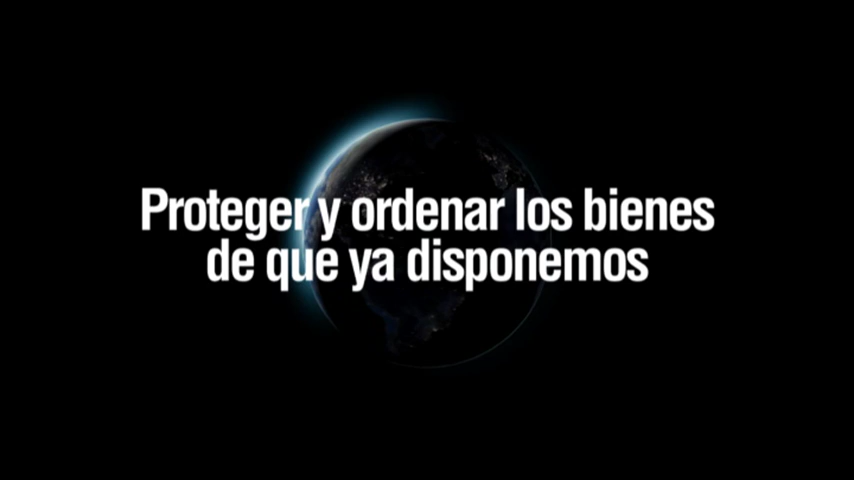 Proteger y ordenar los bienes
de que ya disponemos